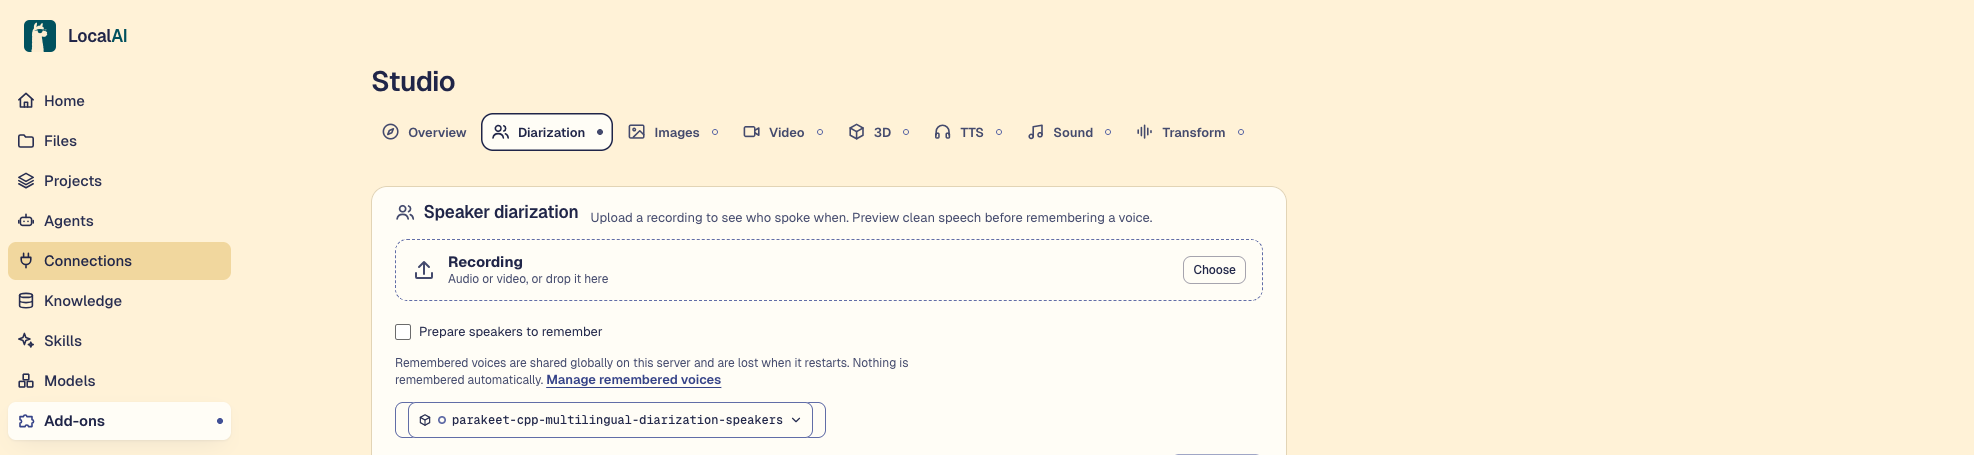 LocalAI
Home
Files
Projects
Agents
Connections
Knowledge
Skills
Models
Add-ons
Studio
Overview
Diarization
Images
Video
3D
TTS
Sound
Transform
Speaker diarization
Upload a recording to see who spoke when. Preview clean speech before remembering a voice.
Recording
Audio or video, or drop it here
Choose
Prepare speakers to remember
Remembered voices are shared globally on this server and are lost when it restarts. Nothing is
remembered automatically. Manage remembered voices
parakeet-cpp-multilingual-diarization-speakers